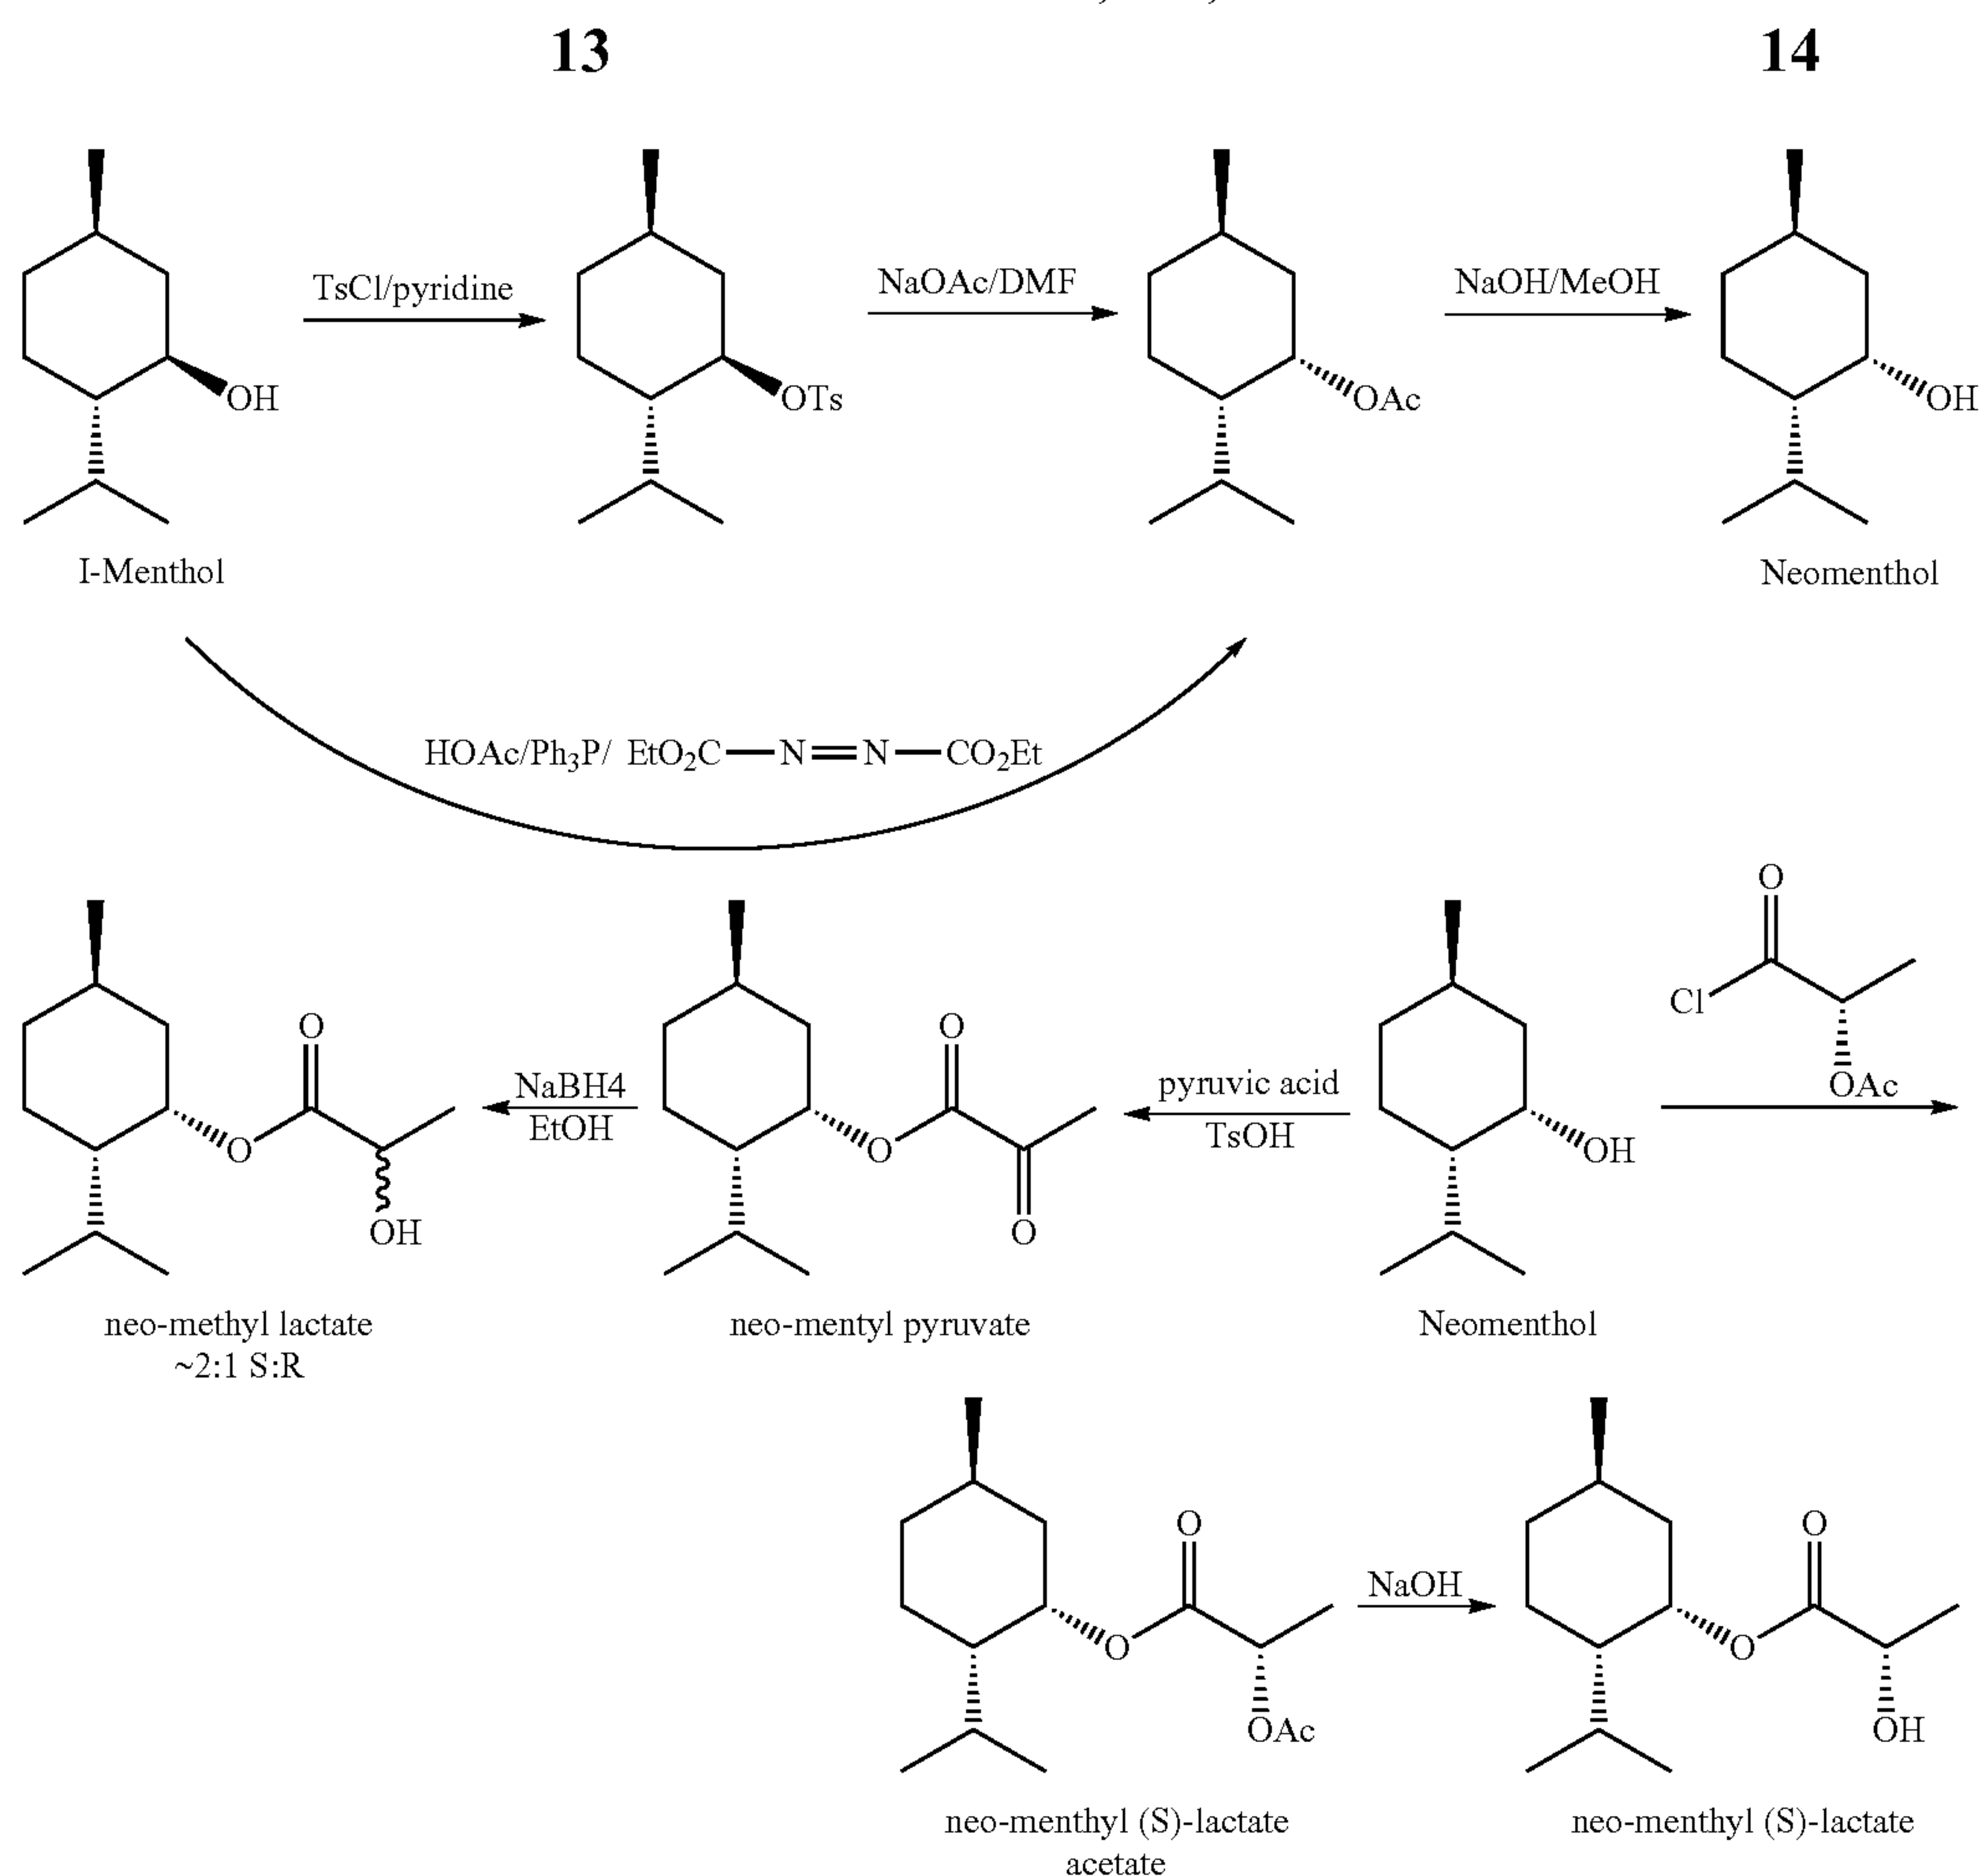 13
14
TsCl/pyridine
NaOAc/DMF
NaOH/MeOH
OH
OTs
OAc
OH
I-Menthol
Neomenthol
HOAc/Ph₃P/ EtO₂C—N=N—CO₂Et
O
Cl
OAc
O
O
O
OH
NaBH4
EtOH
O
O
pyruvic acid
TsOH
OH
neo-methyl lactate
~2:1 S:R
neo-mentyl pyruvate
Neomenthol
O
O
OAc
NaOH
O
O
OH
neo-menthyl (S)-lactate
acetate
neo-menthyl (S)-lactate